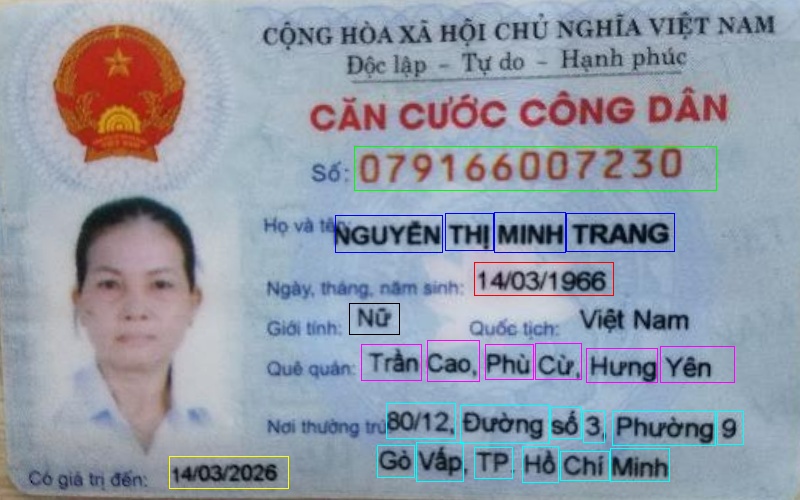 CỘNG HÒA XÃ HỘI CHỦ NGHĨA VIỆT NAM
Độc lập - Tự do - Hạnh phúc
CĂN CƯỚC CÔNG DÂN
Số: 079166007230
Họ và tên: NGUYỄN THỊ MINH TRANG
Ngày, tháng, năm sinh: 14/03/1966
Giới tính: Nữ Quốc tịch: Việt Nam
Quê quán: Trần Cao, Phù Cừ, Hưng Yên
Nơi thường trú: 80/12, Đường số 3, Phường 9
Gò Vấp, TP. Hồ Chí Minh
Có giá trị đến: 14/03/2026